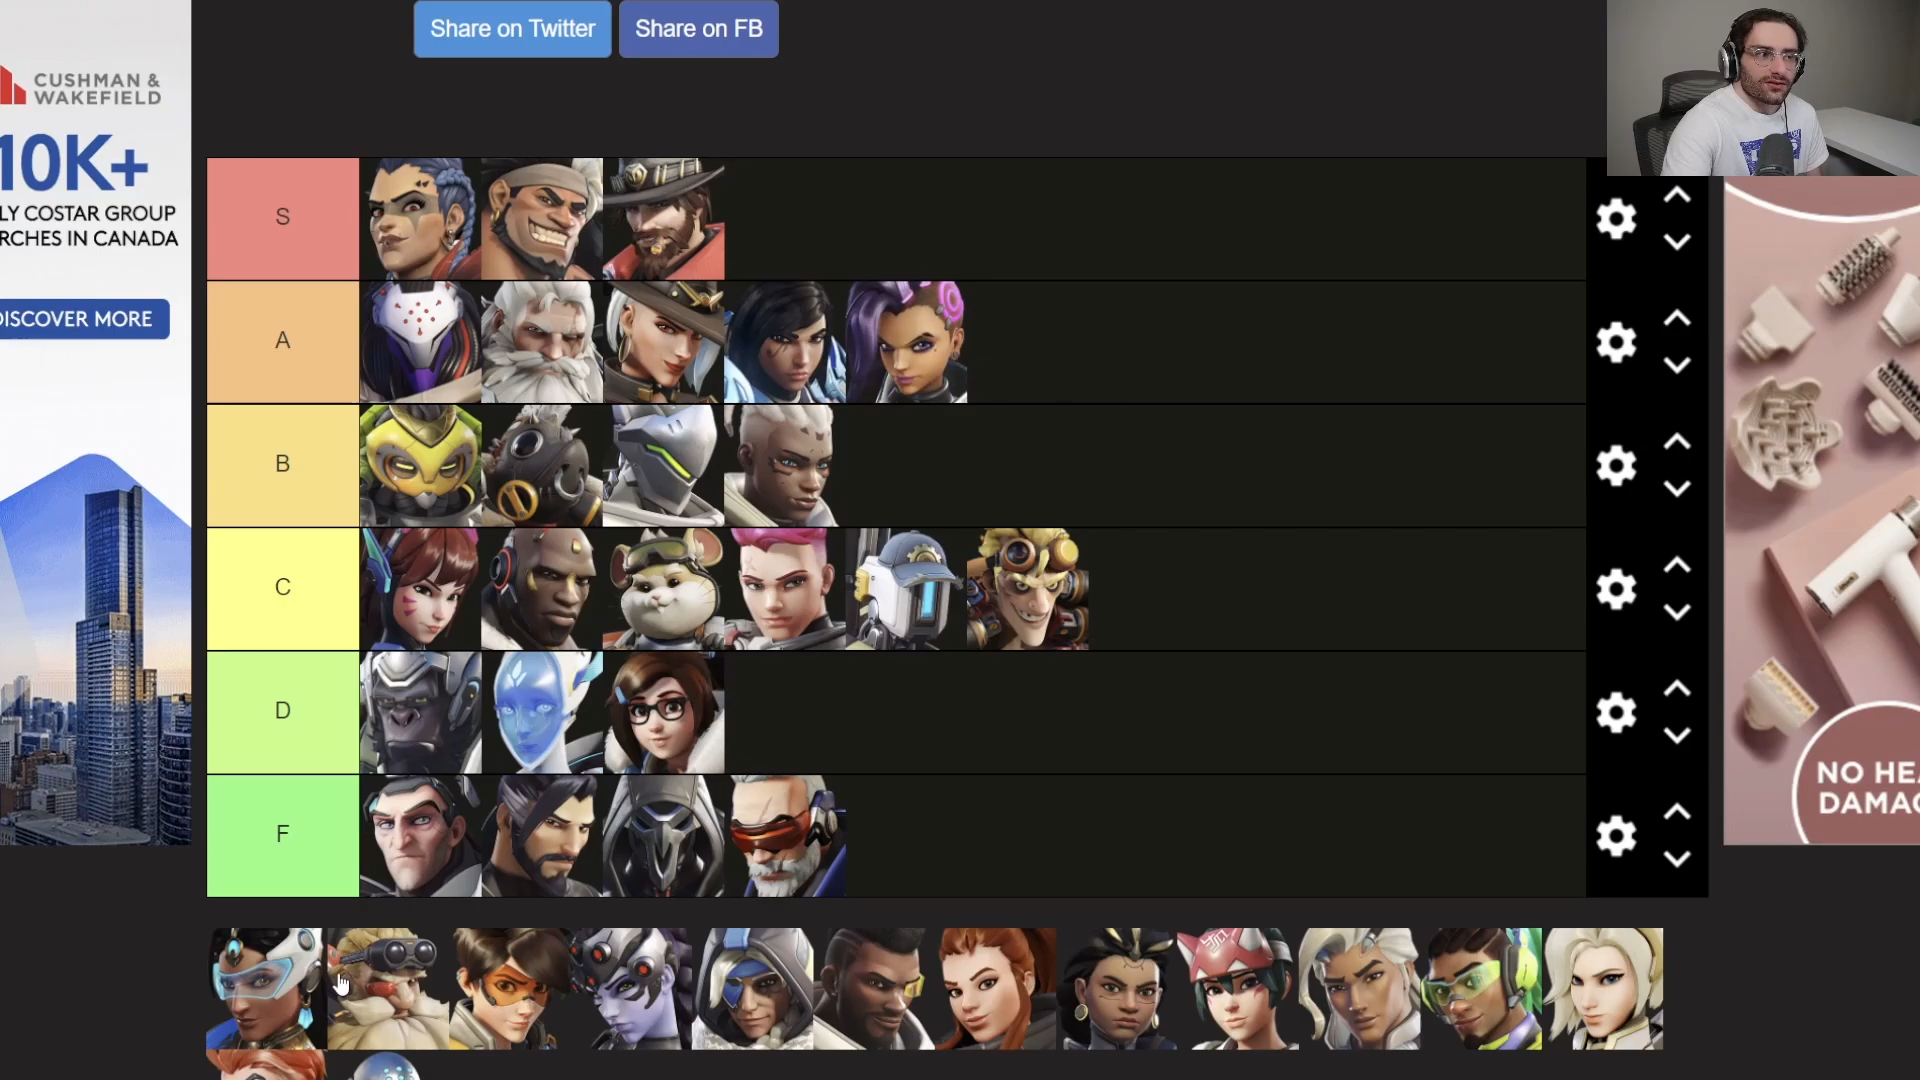 Share on Twitter
Share on FB
CUSHMAN &
WAKEFIELD
10K+
LY COSTAR GROUP
RCHES IN CANADA
DISCOVER MORE
S
A
B
C
D
F
NO HEA
DAMAG